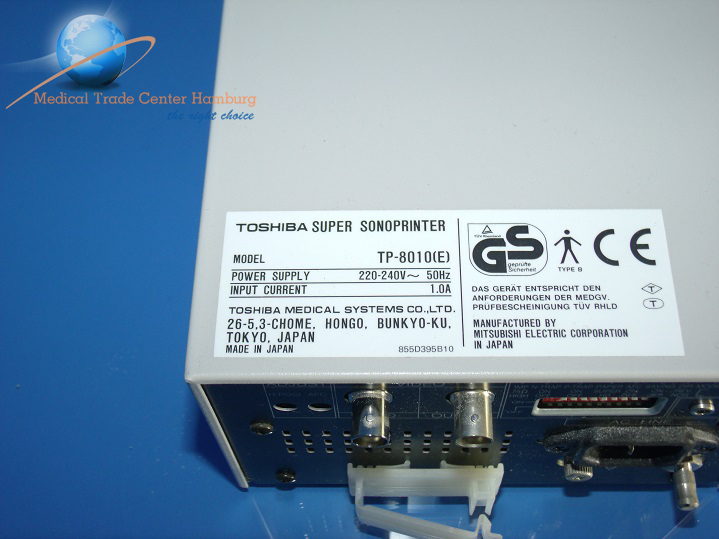 Medical Trade Center Hamburg
the right choice
TOSHIBA SUPER SONOPRINTER
MODEL TP-8010(E)
POWER SUPPLY 220-240V~ 50Hz
INPUT CURRENT 1.0A
TOSHIBA MEDICAL SYSTEMS CO.,LTD.
26-5,3-CHOME, HONGO, BUNKYO-KU,
TOKYO, JAPAN
MADE IN JAPAN 855D395B10
TÜV Rheinland
GS
geprüfte
Sicherheit
TYPE B
CE
DAS GERÄT ENTSPRICHT DEN
ANFORDERUNGEN DER MEDGV.
PRÜFBESCHEINIGUNG TÜV RHLD
T
T
MANUFACTURED BY
MITSUBISHI ELECTRIC CORPORATION
IN JAPAN